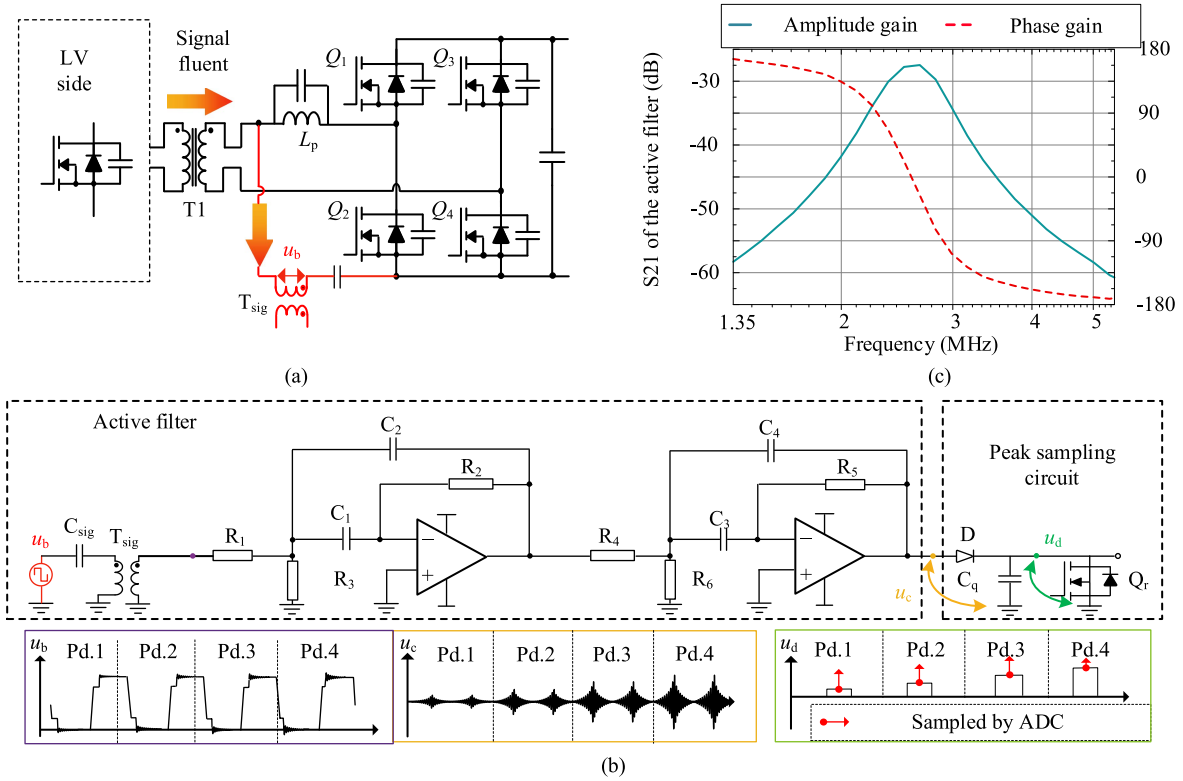 LV
side
Signal
fluent
T1
Lp
Q1
Q3
Q2
Q4
ub
Tsig
(a)
Amplitude gain
Phase gain
S21 of the active filter (dB)
-30
-40
-50
-60
180
90
0
-90
-180
1.35
2
3
4
5
Frequency (MHz)
(c)
Active filter
ub
Csig
Tsig
R1
R3
C1
C2
R2
R4
R6
C3
C4
R5
uc
Peak sampling
circuit
D
Cq
ud
Qr
ub
Pd.1 Pd.2 Pd.3 Pd.4
uc
Pd.1 Pd.2 Pd.3 Pd.4
ud
Pd.1 Pd.2 Pd.3 Pd.4
Sampled by ADC
(b)